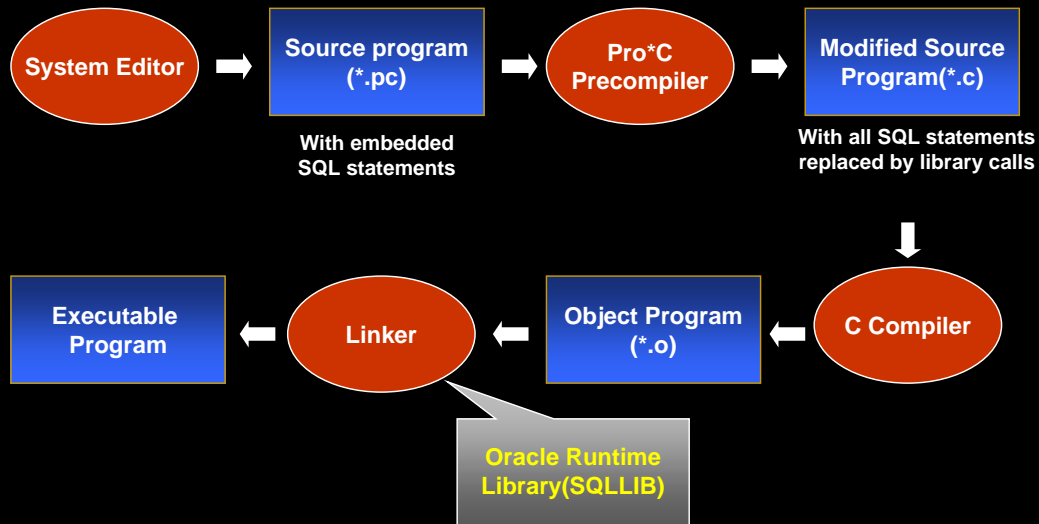 System Editor
Source program
(*.pc)
With embedded
SQL statements
Pro*C
Precompiler
Modified Source
Program(*.c)
With all SQL statements
replaced by library calls
C Compiler
Object Program
(*.o)
Linker
Executable
Program
Oracle Runtime
Library(SQLLIB)